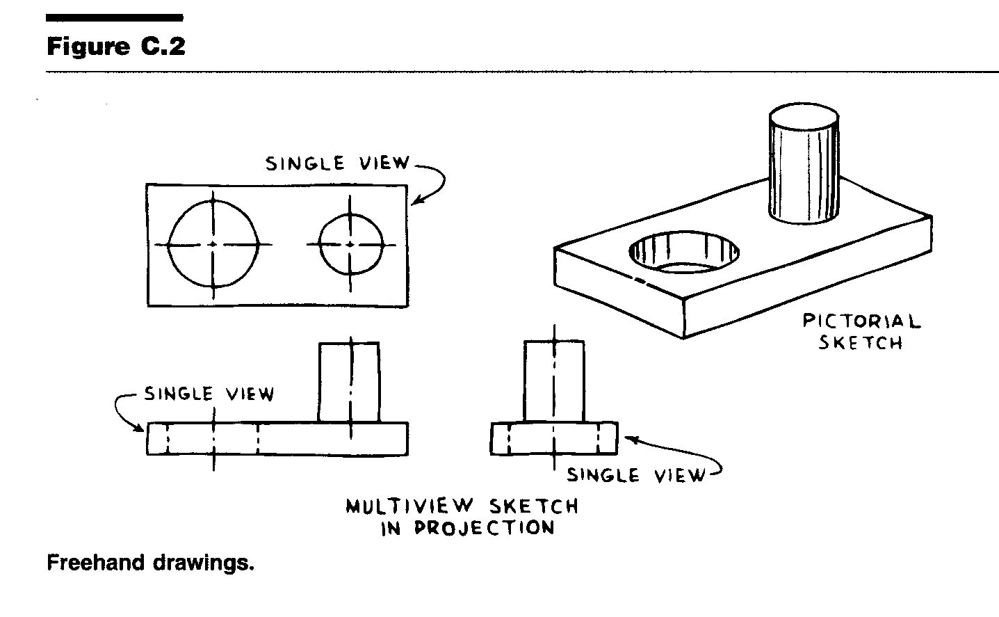 Figure C.2
SINGLE VIEW
PICTORIAL
SKETCH
SINGLE VIEW
SINGLE VIEW
MULTIVIEW SKETCH
IN PROJECTION
Freehand drawings.